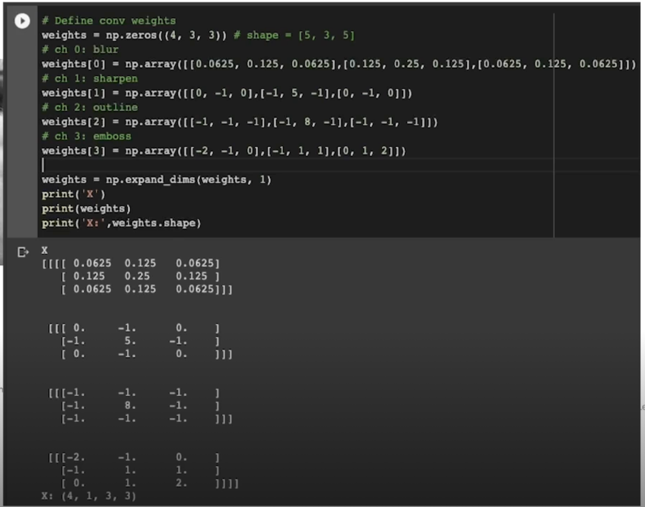 # Define conv weights
weights = np.zeros((4, 3, 3)) # shape = [5, 3, 5]
# ch 0: blur
weights[0] = np.array([[0.0625, 0.125, 0.0625],[0.125, 0.25, 0.125],[0.0625, 0.125, 0.0625]])
# ch 1: sharpen
weights[1] = np.array([[0, -1, 0],[-1, 5, -1],[0, -1, 0]])
# ch 2: outline
weights[2] = np.array([[-1, -1, -1],[-1, 8, -1],[-1, -1, -1]])
# ch 3: emboss
weights[3] = np.array([[-2, -1, 0],[-1, 1, 1],[0, 1, 2]])
weights = np.expand_dims(weights, 1)
print('X')
print(weights)
print('X:',weights.shape)
X
[[[[ 0.0625 0.125 0.0625]
[ 0.125 0.25 0.125 ]
[ 0.0625 0.125 0.0625]]]
[[[ 0. -1. 0. ]
[-1. 5. -1. ]
[ 0. -1. 0. ]]]
[[[-1. -1. -1. ]
[-1. 8. -1. ]
[-1. -1. -1. ]]]
[[[-2. -1. 0. ]
[-1. 1. 1. ]
[ 0. 1. 2. ]]]]
X: (4, 1, 3, 3)